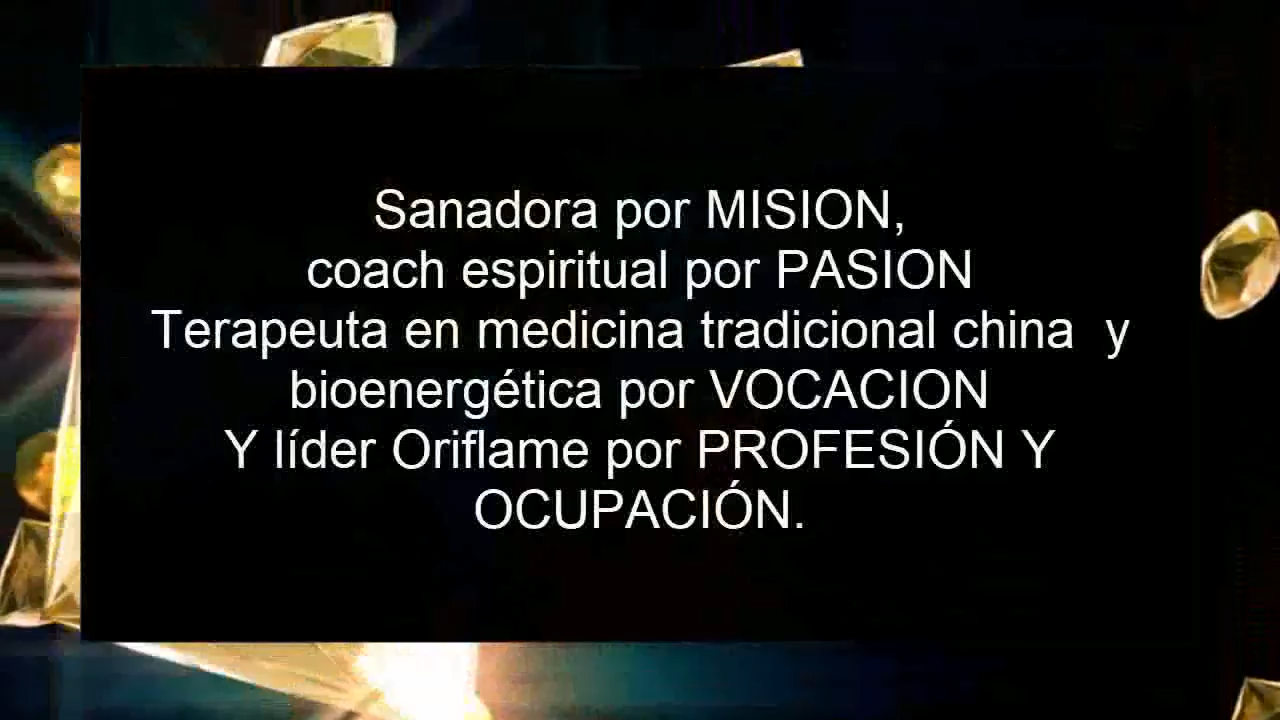 Sanadora por MISION,
coach espiritual por PASION
Terapeuta en medicina tradicional china  y
bioenergética por VOCACION
Y líder Oriflame por PROFESIÓN Y
OCUPACIÓN.